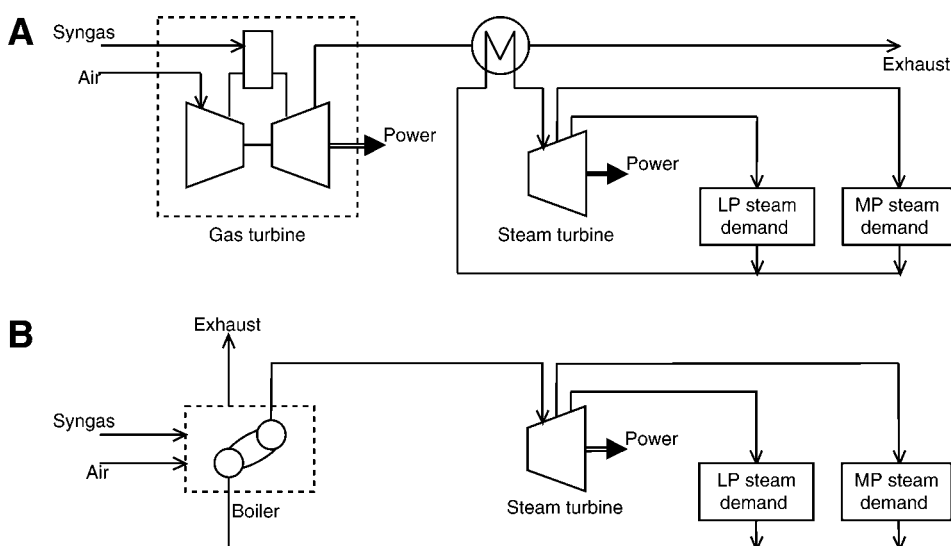 A
Syngas
Air
Power
Gas turbine
Exhaust
Power
Steam turbine
LP steam
demand
MP steam
demand
B
Exhaust
Syngas
Air
Boiler
Power
Steam turbine
LP steam
demand
MP steam
demand